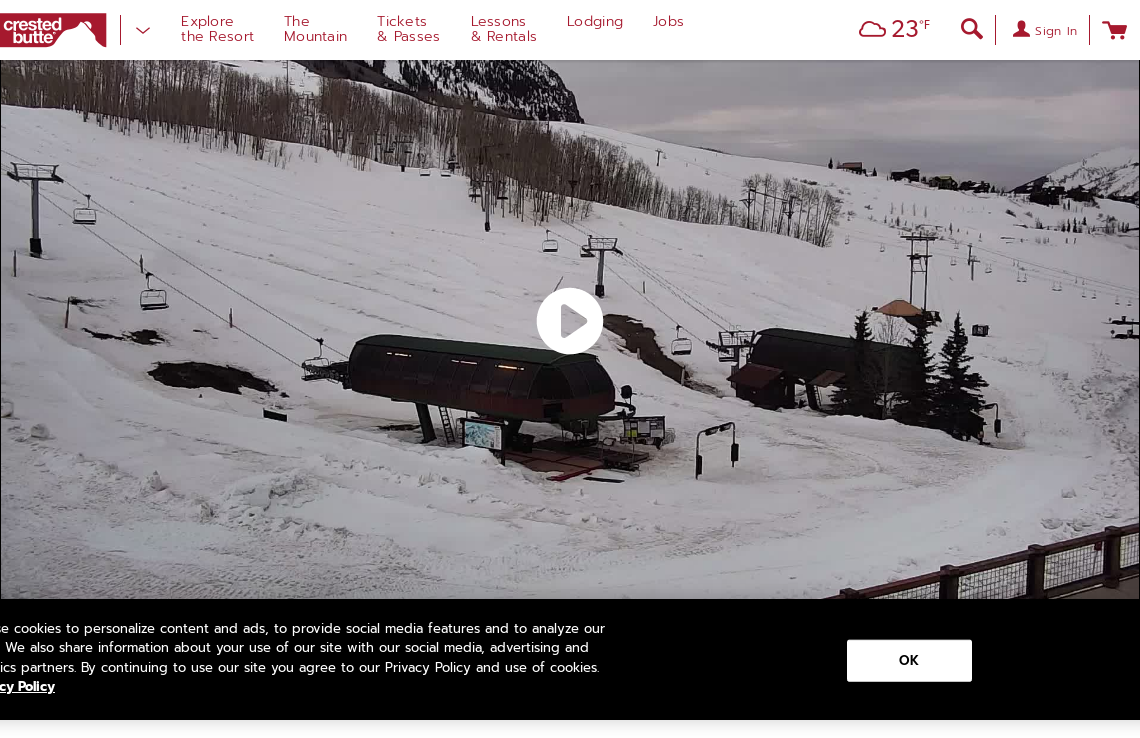 crested
butte
Explore
the Resort
The
Mountain
Tickets
& Passes
Lessons
& Rentals
Lodging
Jobs
23°F
Sign In
se cookies to personalize content and ads, to provide social media features and to analyze our
We also share information about your use of our site with our social media, advertising and
ics partners. By continuing to use our site you agree to our Privacy Policy and use of cookies.
cy Policy
OK